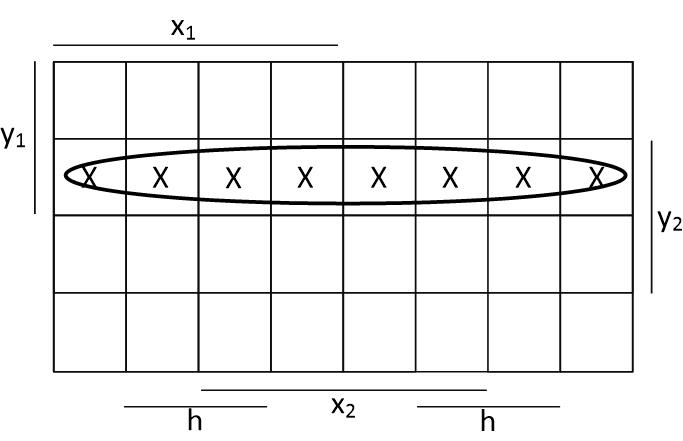 x₁
y₁
X X X X X X X X
y₂
x₂
h h